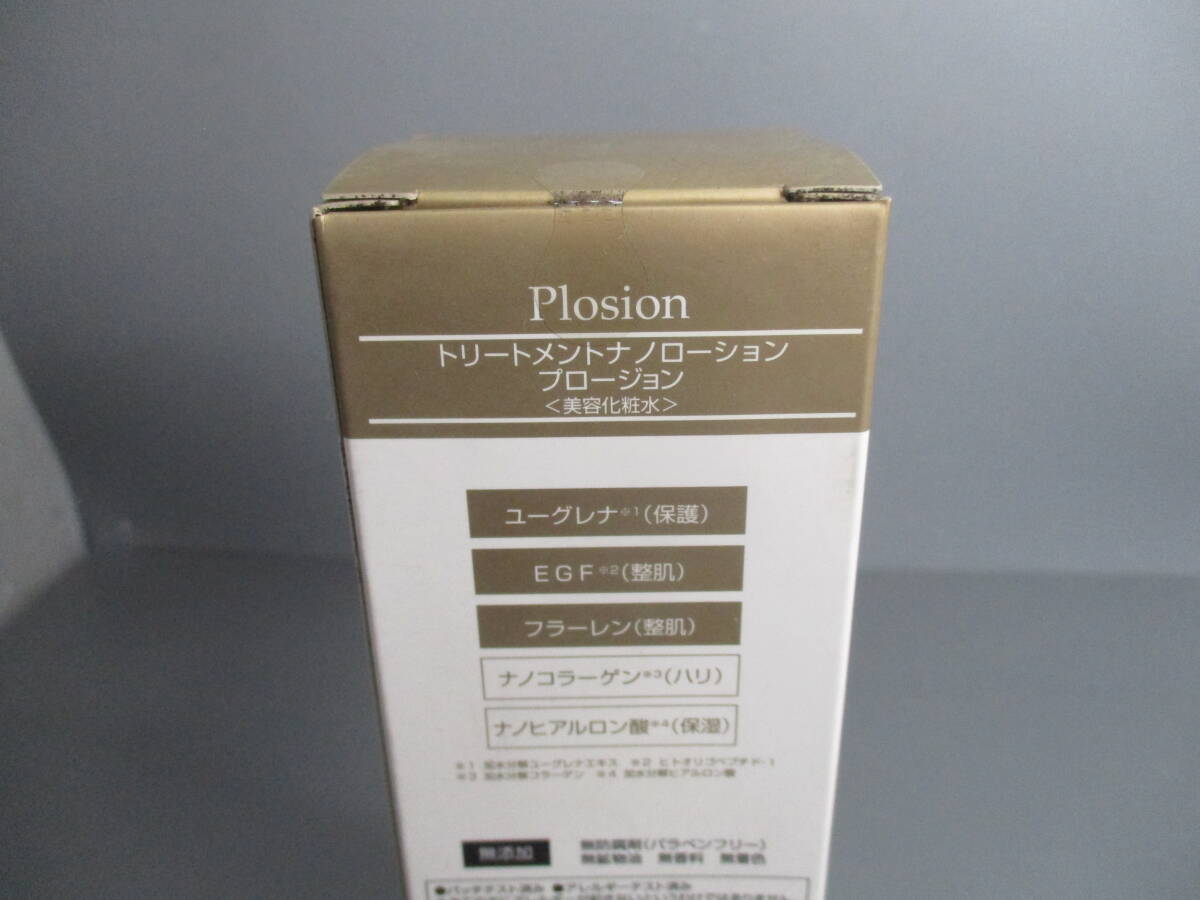 Plosion
トリートメントナノローション
プロージョン
＜美容化粧水＞
ユーグレナ※1(保護)
EGF※2(整肌)
フラーレン(整肌)
ナノコラーゲン※3(ハリ)
ナノヒアルロン酸※4(保湿)
※1 加水分解ユーグレナエキス ※2 ヒトオリゴペプチド-1
※3 加水分解コラーゲン ※4 加水分解ヒアルロン酸
無添加
無防腐剤(パラベンフリー)
無鉱物油 無香料 無着色
●パッチテスト済み ●アレルギーテスト済み